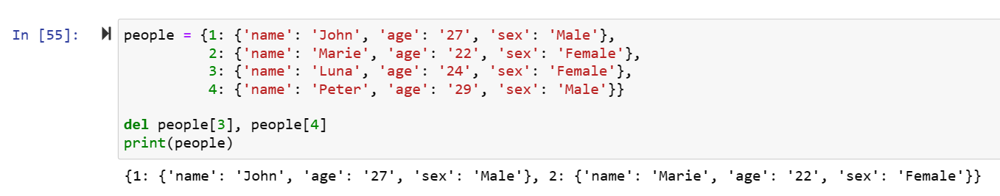 In [55]: people = {1: {'name': 'John', 'age': '27', 'sex': 'Male'},
2: {'name': 'Marie', 'age': '22', 'sex': 'Female'},
3: {'name': 'Luna', 'age': '24', 'sex': 'Female'},
4: {'name': 'Peter', 'age': '29', 'sex': 'Male'}}
del people[3], people[4]
print(people)
{1: {'name': 'John', 'age': '27', 'sex': 'Male'}, 2: {'name': 'Marie', 'age': '22', 'sex': 'Female'}}